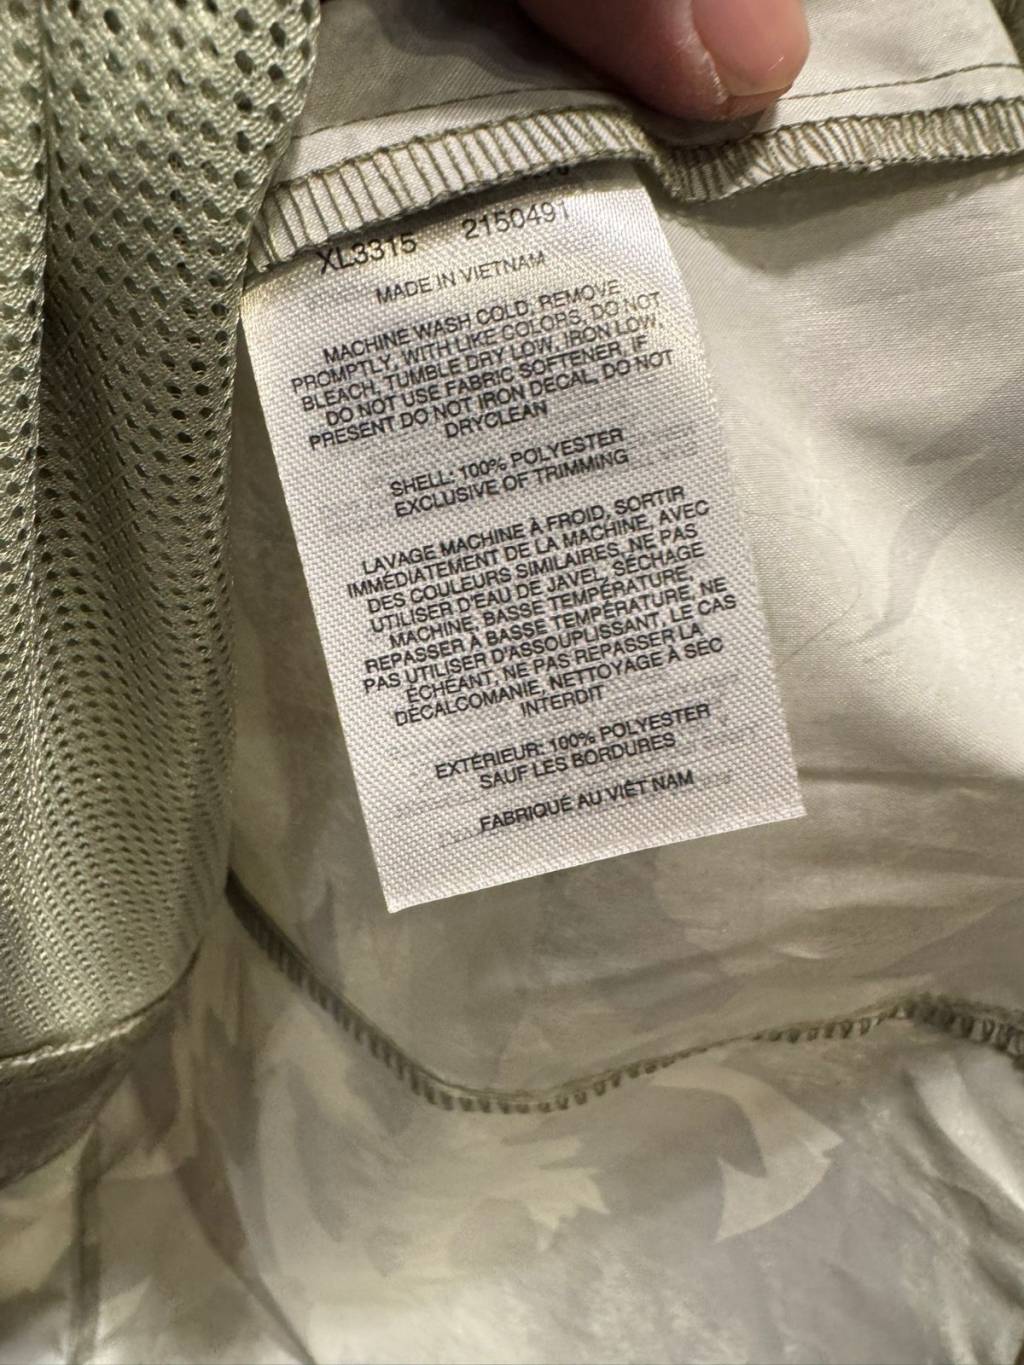 XL3315 2150491
MADE IN VIETNAM
MACHINE WASH COLD, REMOVE
PROMPTLY, WITH LIKE COLORS, DO NOT
BLEACH, TUMBLE DRY LOW, IRON LOW,
DO NOT USE FABRIC SOFTENER, IF
PRESENT DO NOT IRON DECAL, DO NOT
DRYCLEAN
SHELL: 100% POLYESTER
EXCLUSIVE OF TRIMMING
LAVAGE MACHINE À FROID, SORTIR
IMMÉDIATEMENT DE LA MACHINE, AVEC
DES COULEURS SIMILAIRES, NE PAS
UTILISER D'EAU DE JAVEL, SÉCHAGE
MACHINE, BASSE TEMPÉRATURE,
REPASSER À BASSE TEMPÉRATURE, NE
PAS UTILISER D'ASSOUPLISSANT, LE CAS
ÉCHÉANT, NE PAS REPASSER LA
DÉCALCOMANIE, NETTOYAGE À SEC
INTERDIT
EXTÉRIEUR: 100% POLYESTER
SAUF LES BORDURES
FABRIQUÉ AU VIÊT NAM